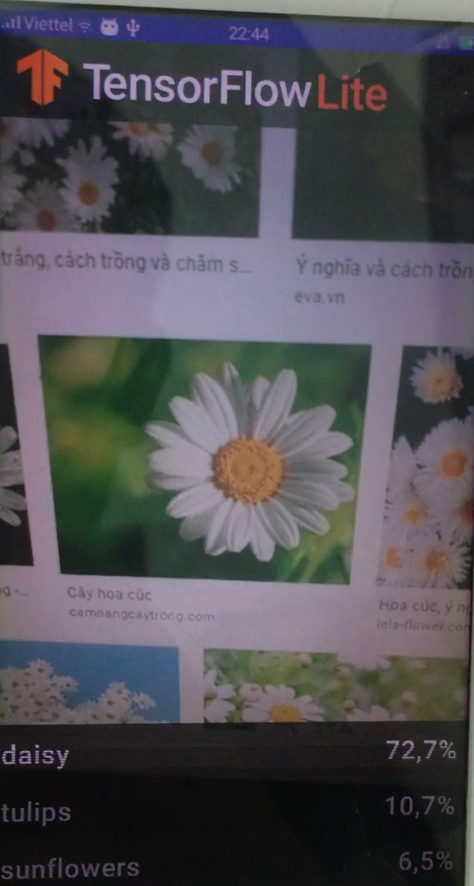 Viettel
22:44
TensorFlow Lite
trắng, cách trồng và chăm s...
Ý nghĩa và cách trồn
eva.vn
Cây hoa cúc
camnangcaytrong.com
Hoa cúc, ý n
lela-flower.con
daisy 72,7%
tulips 10,7%
sunflowers 6,5%